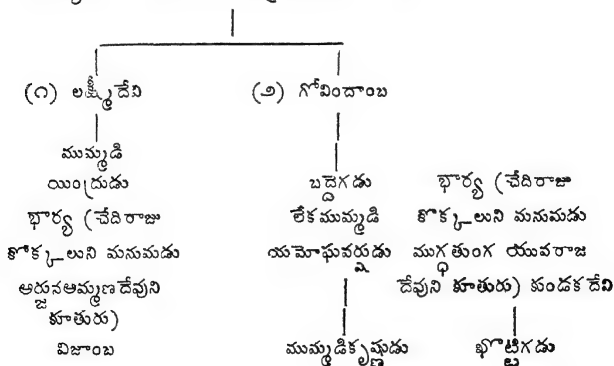 (౧) లక్ష్మీదేవి
(౨) గోవిందాంబ
ముమ్మడి
యింద్రుడు
భార్య (చేదిరాజు
కోక్కలుని మనుమడు
అర్జునఅమ్మణదేవుని
కూతురు)
విజాంబ
బద్దెగడు
లేకముమ్మడి
యమోఘవర్షుడు
ముమ్మడికృష్ణుడు
భార్య (చేదిరాజు
కొక్కలుని మనుమడు
ముగ్ధతుంగ యువరాజ
దేవుని కూతురు) కుండకదేవి
ఖొట్టిగడు